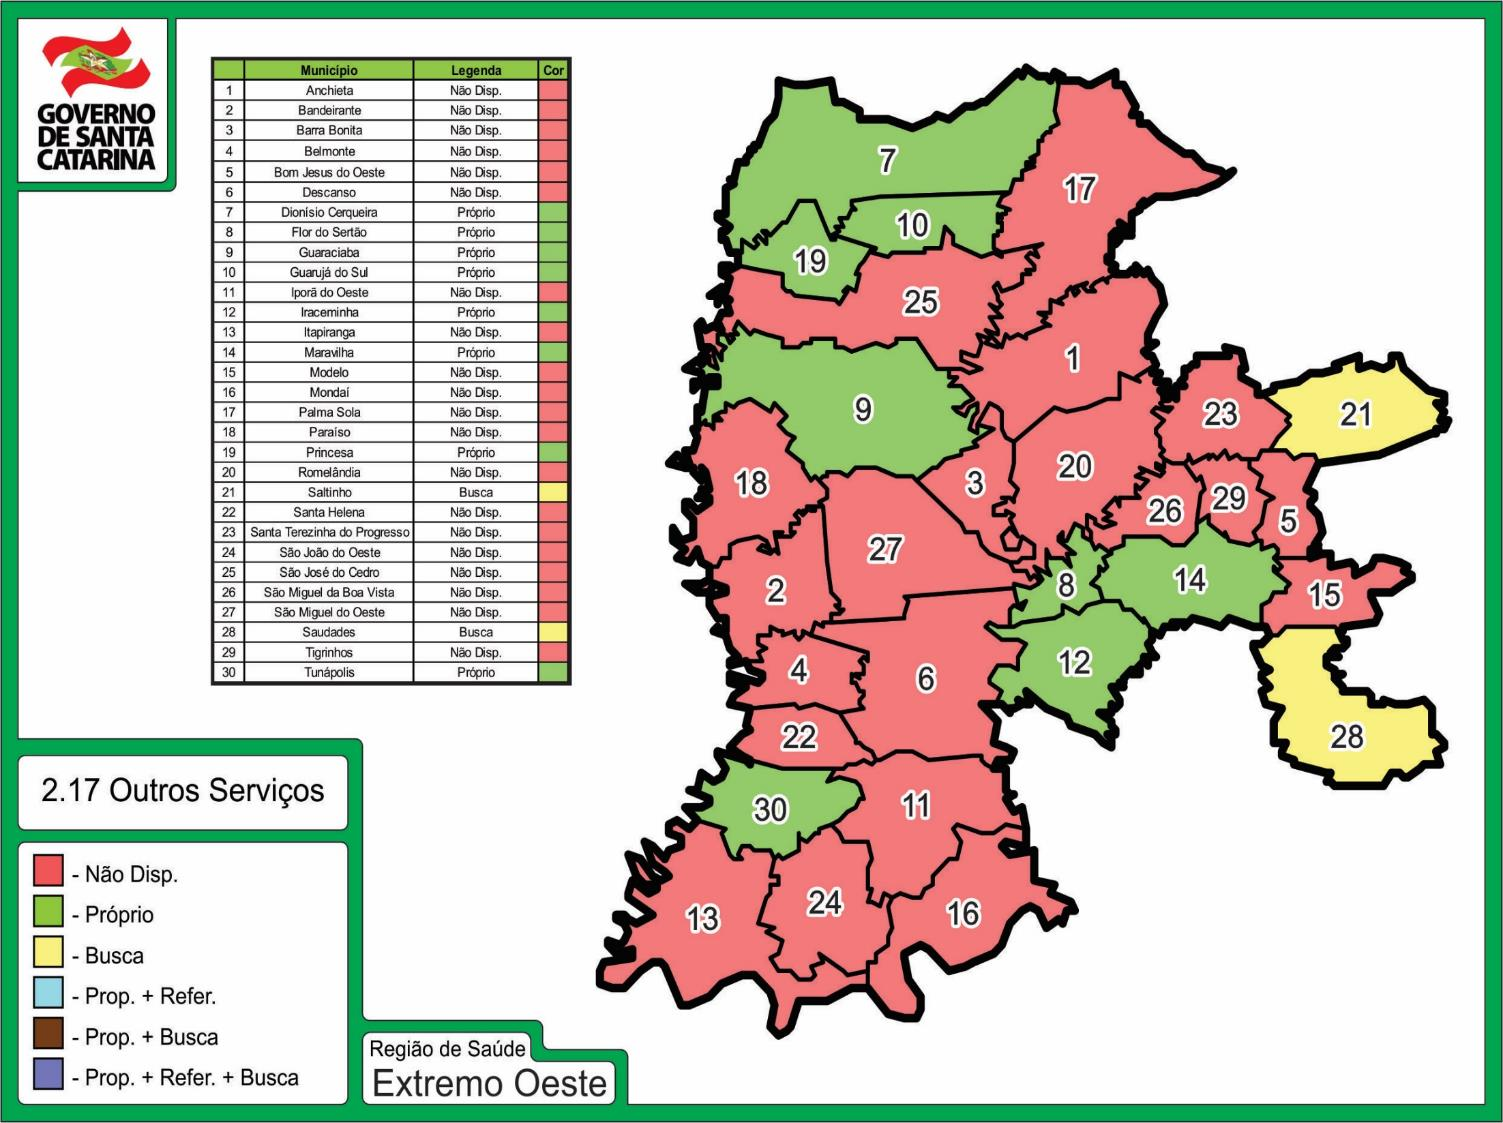 GOVERNO
DE SANTA
CATARINA
Município Legenda Cor
1 Anchieta Não Disp.
2 Bandeirante Não Disp.
3 Barra Bonita Não Disp.
4 Belmonte Não Disp.
5 Bom Jesus do Oeste Não Disp.
6 Descanso Não Disp.
7 Dionísio Cerqueira Próprio
8 Flor do Sertão Próprio
9 Guaraciaba Próprio
10 Guarujá do Sul Próprio
11 Iporã do Oeste Não Disp.
12 Iraceminha Próprio
13 Itapiranga Não Disp.
14 Maravilha Próprio
15 Modelo Não Disp.
16 Mondaí Não Disp.
17 Palma Sola Não Disp.
18 Paraíso Não Disp.
19 Princesa Próprio
20 Romelândia Não Disp.
21 Saltinho Busca
22 Santa Helena Não Disp.
23 Santa Terezinha do Progresso Não Disp.
24 São João do Oeste Não Disp.
25 São José do Cedro Não Disp.
26 São Miguel da Boa Vista Não Disp.
27 São Miguel do Oeste Não Disp.
28 Saudades Busca
29 Tigrinhos Não Disp.
30 Tunápolis Próprio
7
17
10
19
25
1
9
23
21
20
18
3
29
26
5
27
14
8
2
15
12
4
6
22
28
11
30
24
16
13
2.17 Outros Serviços
- Não Disp.
- Próprio
- Busca
- Prop. + Refer.
- Prop. + Busca
- Prop. + Refer. + Busca
Região de Saúde
Extremo Oeste